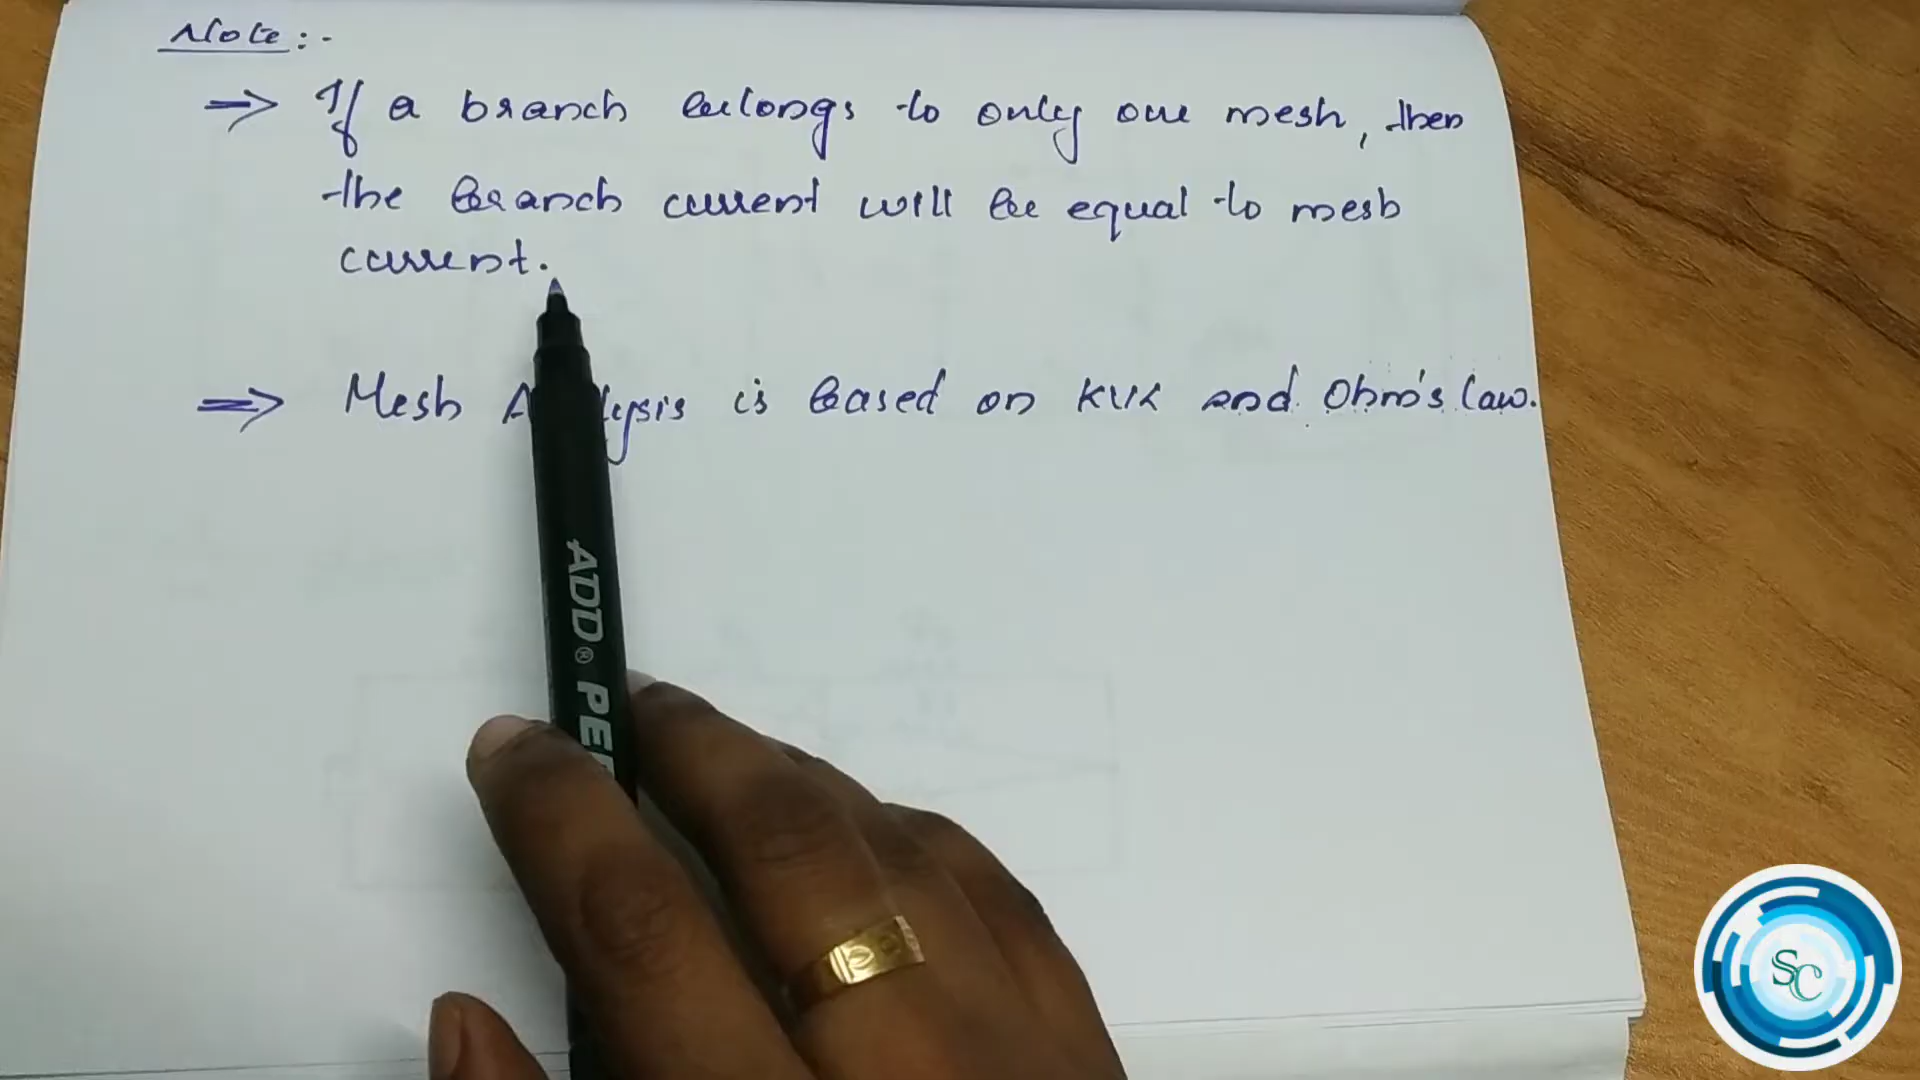 Note:-
⇒ If a branch belongs to only one mesh, then
the branch current will be equal to mesh
current.
⇒ Mesh Analysis is based on KVL and Ohm's law.
ADD® PE
SC